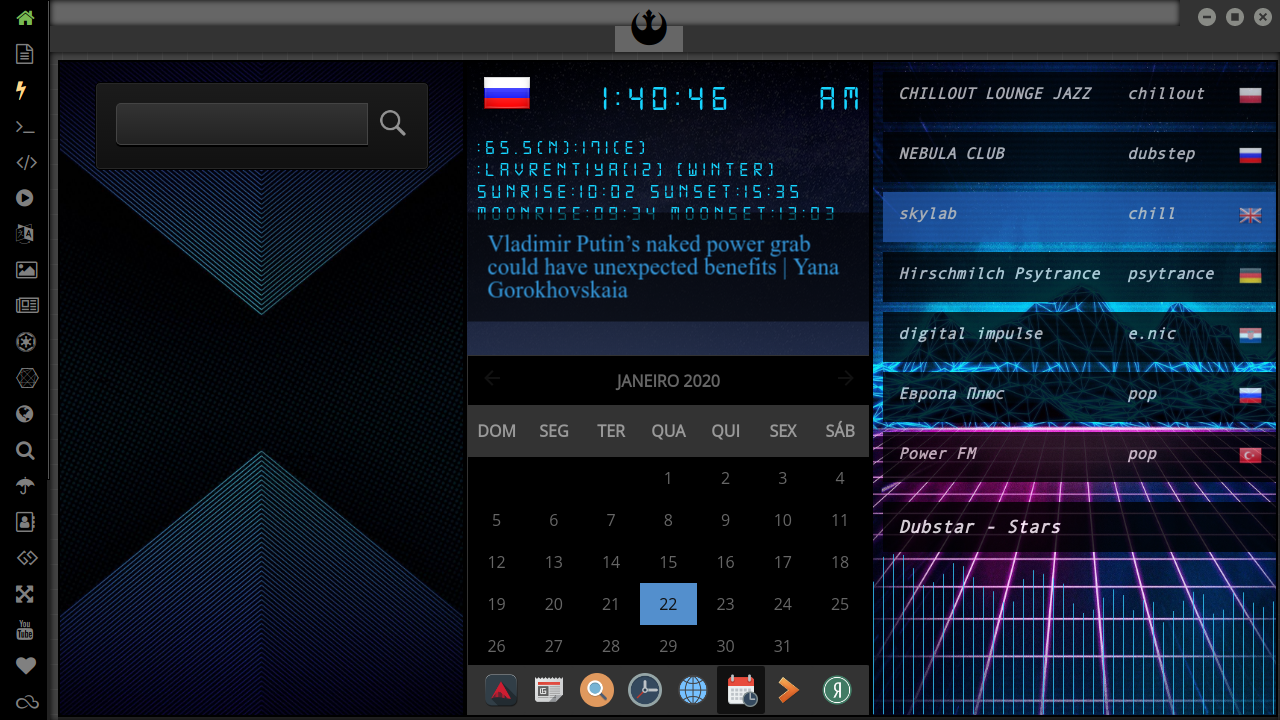 1:40:46 AM
:65.5(N):171(E)
:LAVRENTIYA(12) (WINTER)
SUNRISE:10:02 SUNSET:15:35
MOONRISE:09:34 MOONSET:13:03
Vladimir Putin’s naked power grab
could have unexpected benefits | Yana
Gorokhovskaia
JANEIRO 2020
DOM SEG TER QUA QUI SEX SÁB
1 2 3 4
5 6 7 8 9 10 11
12 13 14 15 16 17 18
19 20 21 22 23 24 25
26 27 28 29 30 31
CHILLOUT LOUNGE JAZZ chillout
NEBULA CLUB dubstep
skylab chill
Hirschmilch Psytrance psytrance
digital impulse e.nic
Европа Плюс pop
Power FM pop
Dubstar - Stars
You
Tube
Я